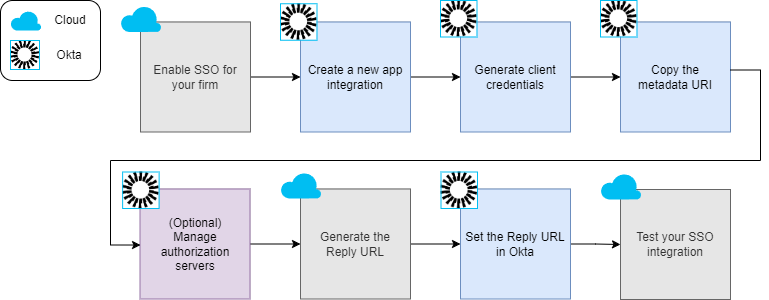 Cloud
Okta
Enable SSO for
your firm
Create a new app
integration
Generate client
credentials
Copy the
metadata URI
(Optional)
Manage
authorization
servers
Generate the
Reply URL
Set the Reply URL
in Okta
Test your SSO
integration